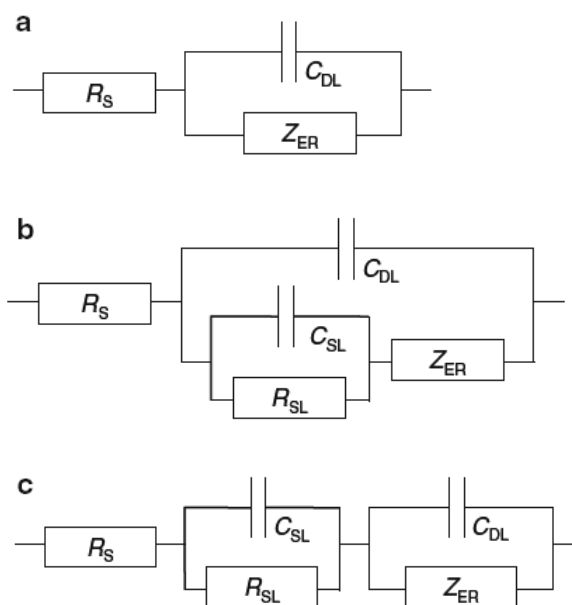 a
C_DL
R_S
Z_ER
b
C_DL
R_S
C_SL
Z_ER
R_SL
c
C_SL
C_DL
R_S
R_SL
Z_ER